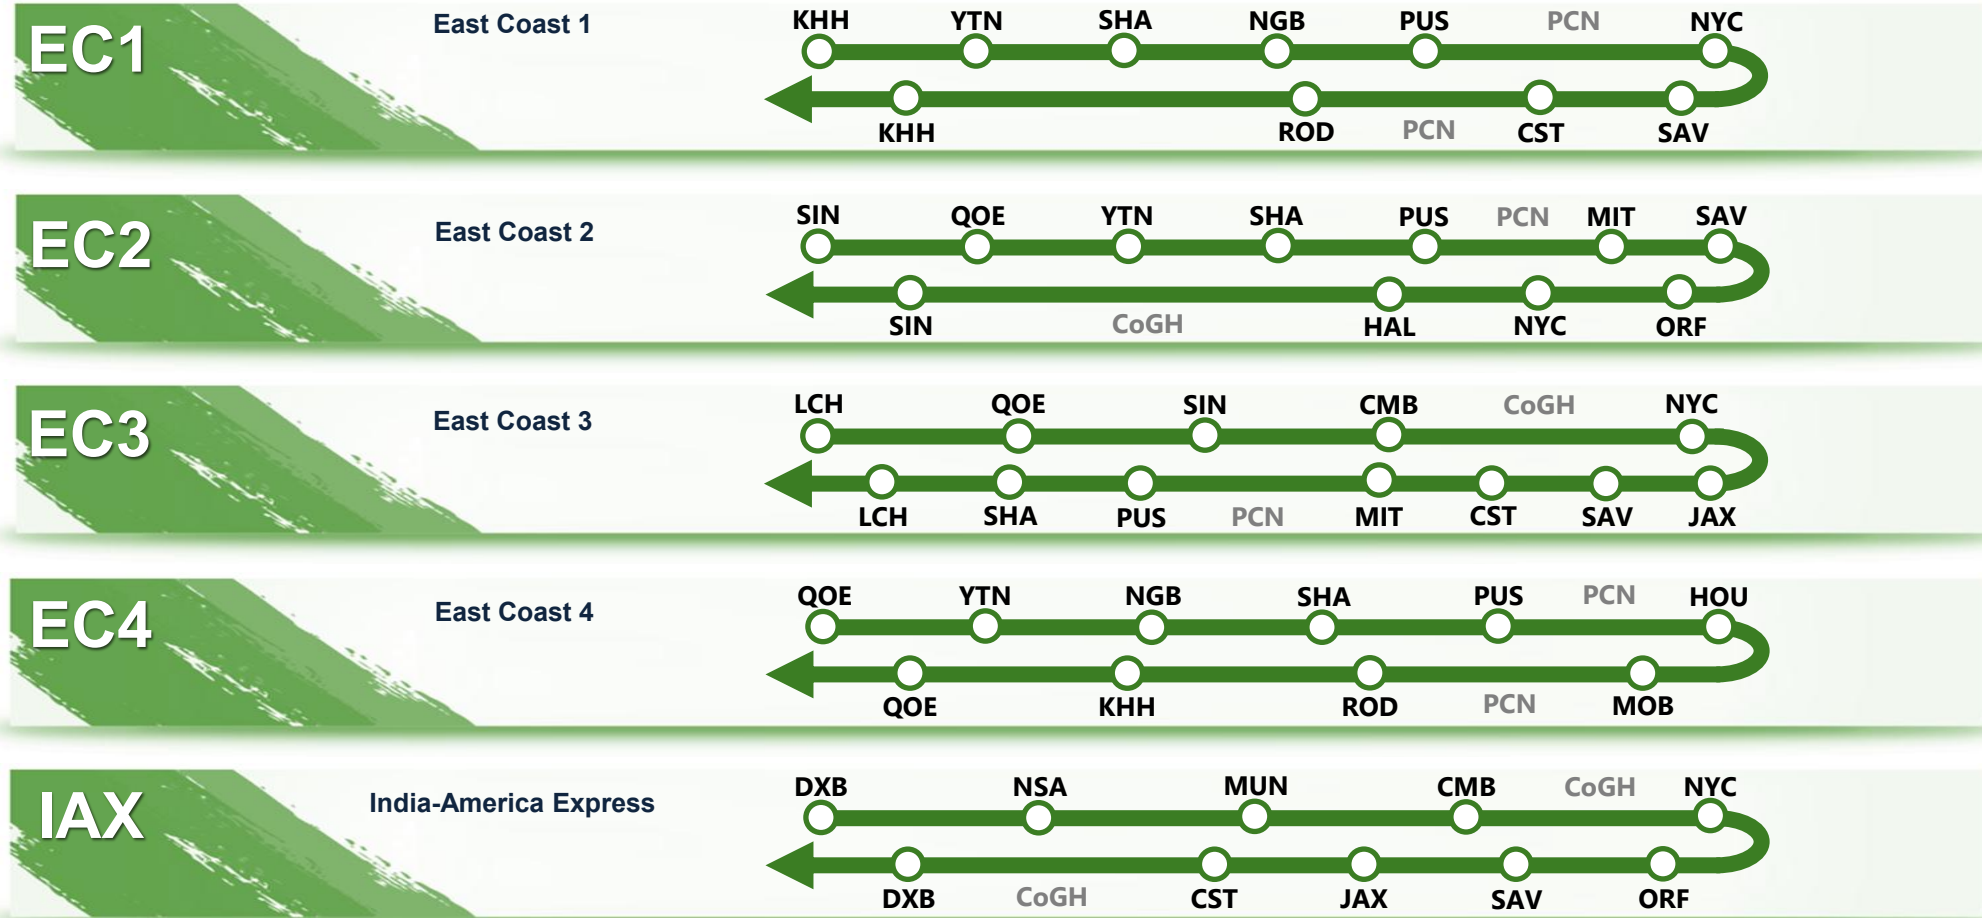 EC1
East Coast 1
KHH YTN SHA NGB PUS PCN NYC
KHH ROD PCN CST SAV
EC2
East Coast 2
SIN QOE YTN SHA PUS PCN MIT SAV
SIN CoGH HAL NYC ORF
EC3
East Coast 3
LCH QOE SIN CMB CoGH NYC
LCH SHA PUS PCN MIT CST SAV JAX
EC4
East Coast 4
QOE YTN NGB SHA PUS PCN HOU
QOE KHH ROD PCN MOB
IAX
India-America Express
DXB NSA MUN CMB CoGH NYC
DXB CoGH CST JAX SAV ORF